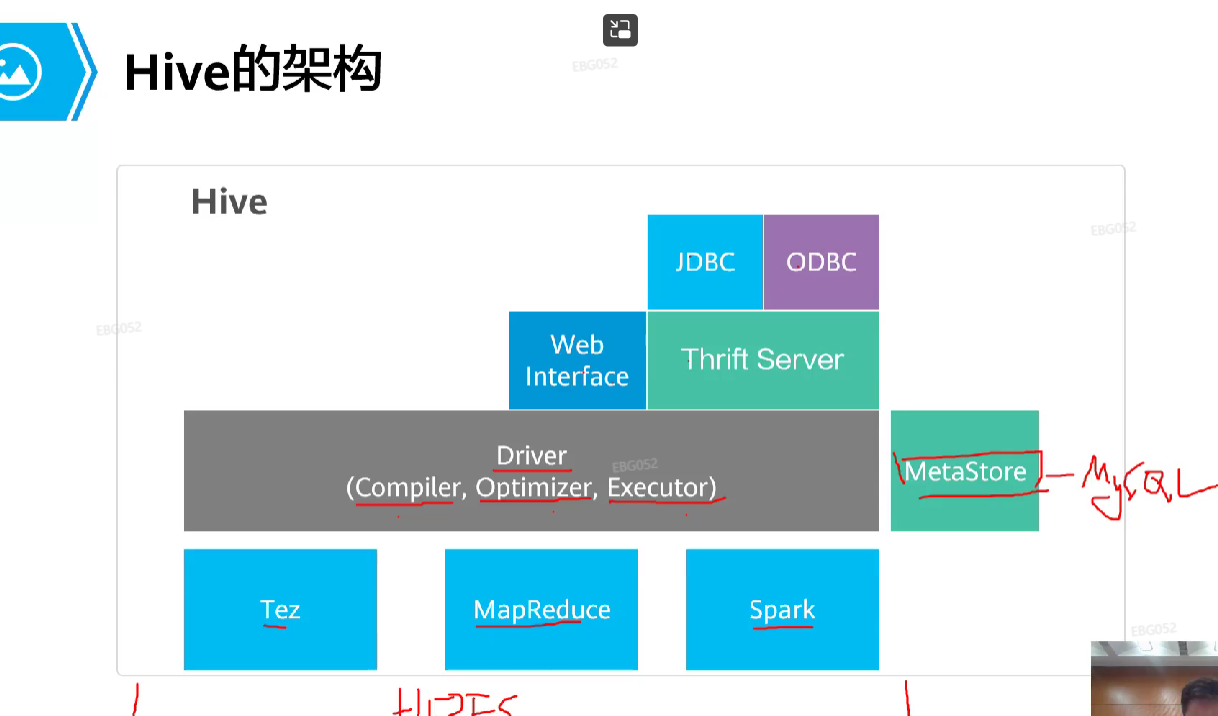 Hive的架构
EBG052
Hive
EBG052
JDBC
ODBC
EBG052
Web
Interface
Thrift Server
Driver
EBG052
(Compiler, Optimizer, Executor)
MetaStore
MySQL
Tez
MapReduce
Spark
EBG052
HDFS